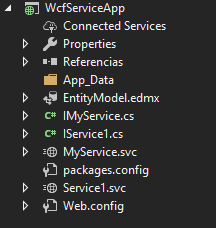 WcfServiceApp
Connected Services
Properties
Referencias
App_Data
EntityModel.edmx
C# IMyService.cs
C# IService1.cs
MyService.svc
packages.config
Service1.svc
Web.config